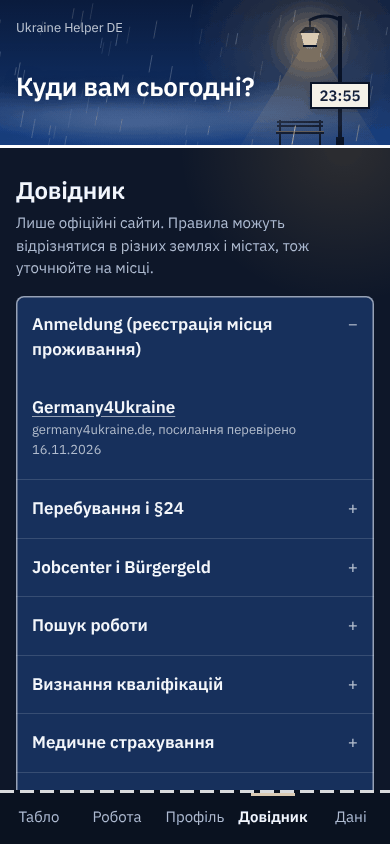 Ukraine Helper DE
Куди вам сьогодні?
23:55
Довідник
Лише офіційні сайти. Правила можуть
відрізнятися в різних землях і містах, тож
уточнюйте на місці.
Anmeldung (реєстрація місця
проживання)
−
Germany4Ukraine
germany4ukraine.de, посилання перевірено
16.11.2026
Перебування і §24
+
Jobcenter і Bürgergeld
+
Пошук роботи
+
Визнання кваліфікацій
+
Медичне страхування
+
Табло
Робота
Профіль
Довідник
Дані